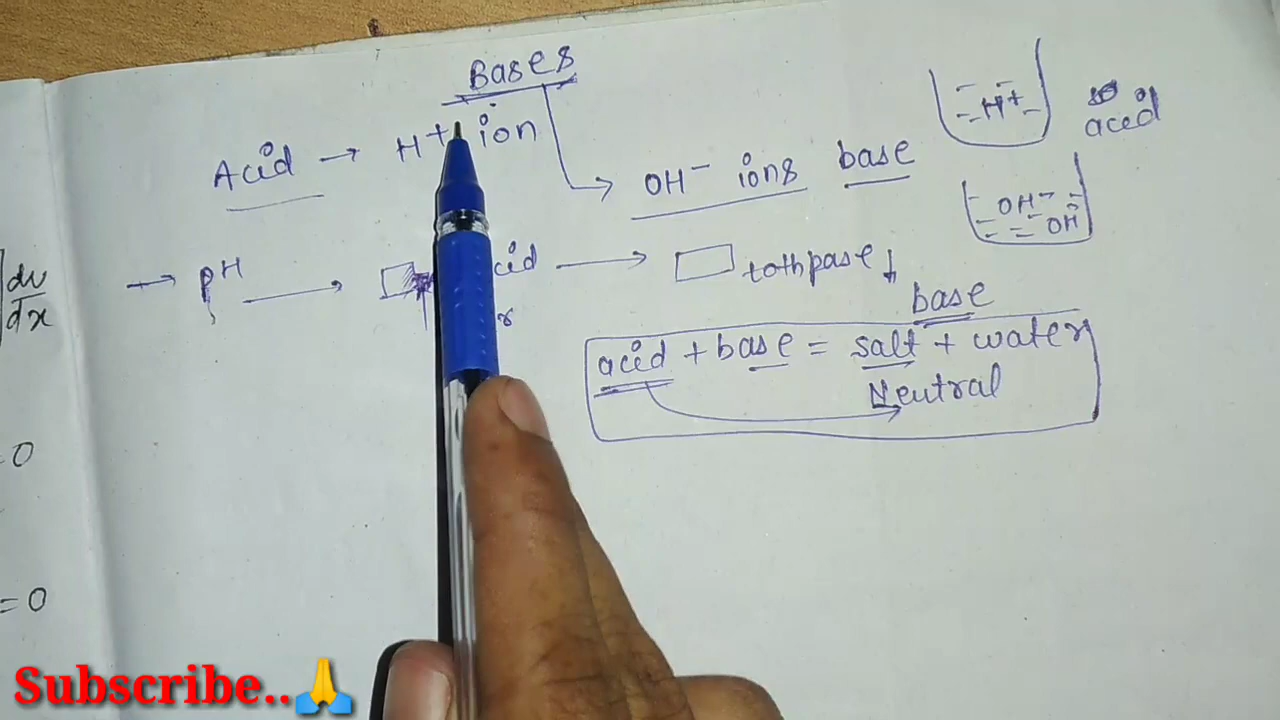 Bases
Acid → H+ ion
OH⁻ ions base
H+
acid
OH⁻
OH
→ pH → cid → tothpase ↓
base
acid + base = salt + water
Neutral
dv
dx
=0
=0
Subscribe..🙏